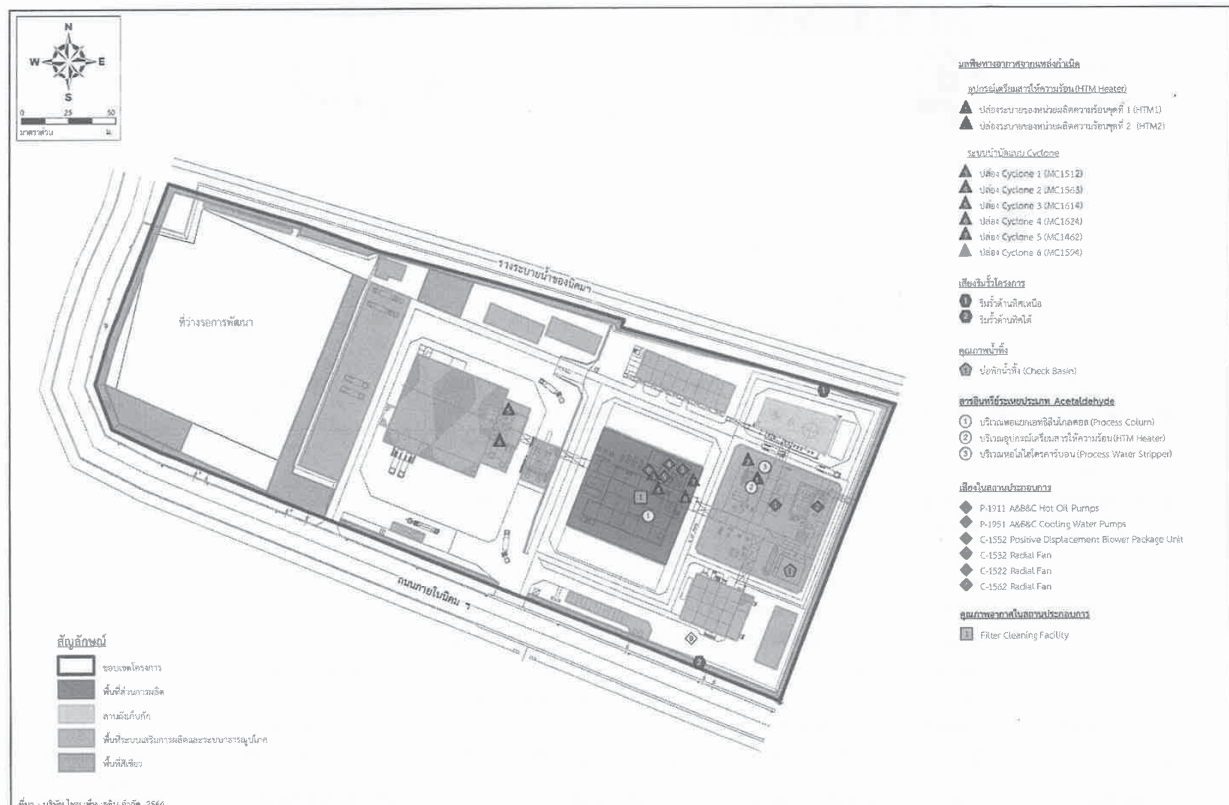 N
W E
S
0 25 50
มาตราส่วน ม.
มลพิษทางอากาศจากแหล่งกำเนิด
อุปกรณ์เตรียมสารให้ความร้อน (HTM Heater)
ปล่องระบายของหน่วยผลิตความร้อนชุดที่ 1 (HTM1)
ปล่องระบายของหน่วยผลิตความร้อนชุดที่ 2 (HTM2)
ระบบบำบัดแบบ Cyclone
ปล่อง Cyclone 1 (MC1512)
ปล่อง Cyclone 2 (MC1563)
ปล่อง Cyclone 3 (MC1614)
ปล่อง Cyclone 4 (MC1624)
ปล่อง Cyclone 5 (MC1462)
ปล่อง Cyclone 6 (MC1594)
เสียงริมรั้วโครงการ
1 ริมรั้วด้านทิศเหนือ
2 ริมรั้วด้านทิศใต้
คุณภาพน้ำทิ้ง
บ่อพักน้ำทิ้ง (Check Basin)
สารอินทรีย์ระเหยประเภท Acetaldehyde
1 บริเวณหอแยกเอทธิลีนไกลคอล (Process Column)
2 บริเวณอุปกรณ์เตรียมสารให้ความร้อน (HTM Heater)
3 บริเวณหอไล่ไฮโดรคาร์บอน (Process Water Stripper)
เสียงในสถานประกอบการ
P-1911 A&B&C Hot Oil Pumps
P-1951 A&B&C Cooling Water Pumps
C-1552 Positive Displacement Blower Package Unit
C-1532 Radial Fan
C-1522 Radial Fan
C-1562 Radial Fan
คุณภาพอากาศในสถานประกอบการ
1 Filter Cleaning Facility
รางระบายน้ำของนิคมฯ
ที่ว่างรอการพัฒนา
ถนนภายในนิคม ฯ
สัญลักษณ์
ขอบเขตโครงการ
พื้นที่ส่วนการผลิต
ลานถังเก็บกัก
พื้นที่ระบบเสริมการผลิตและระบบสาธารณูปโภค
พื้นที่สีเขียว